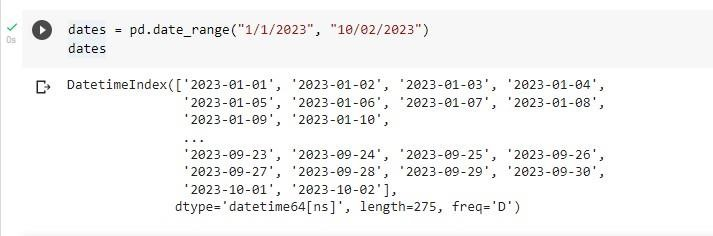 dates = pd.date_range("1/1/2023", "10/02/2023")
0s
dates
DatetimeIndex(['2023-01-01', '2023-01-02', '2023-01-03', '2023-01-04',
'2023-01-05', '2023-01-06', '2023-01-07', '2023-01-08',
'2023-01-09', '2023-01-10',
...
'2023-09-23', '2023-09-24', '2023-09-25', '2023-09-26',
'2023-09-27', '2023-09-28', '2023-09-29', '2023-09-30',
'2023-10-01', '2023-10-02'],
dtype='datetime64[ns]', length=275, freq='D')